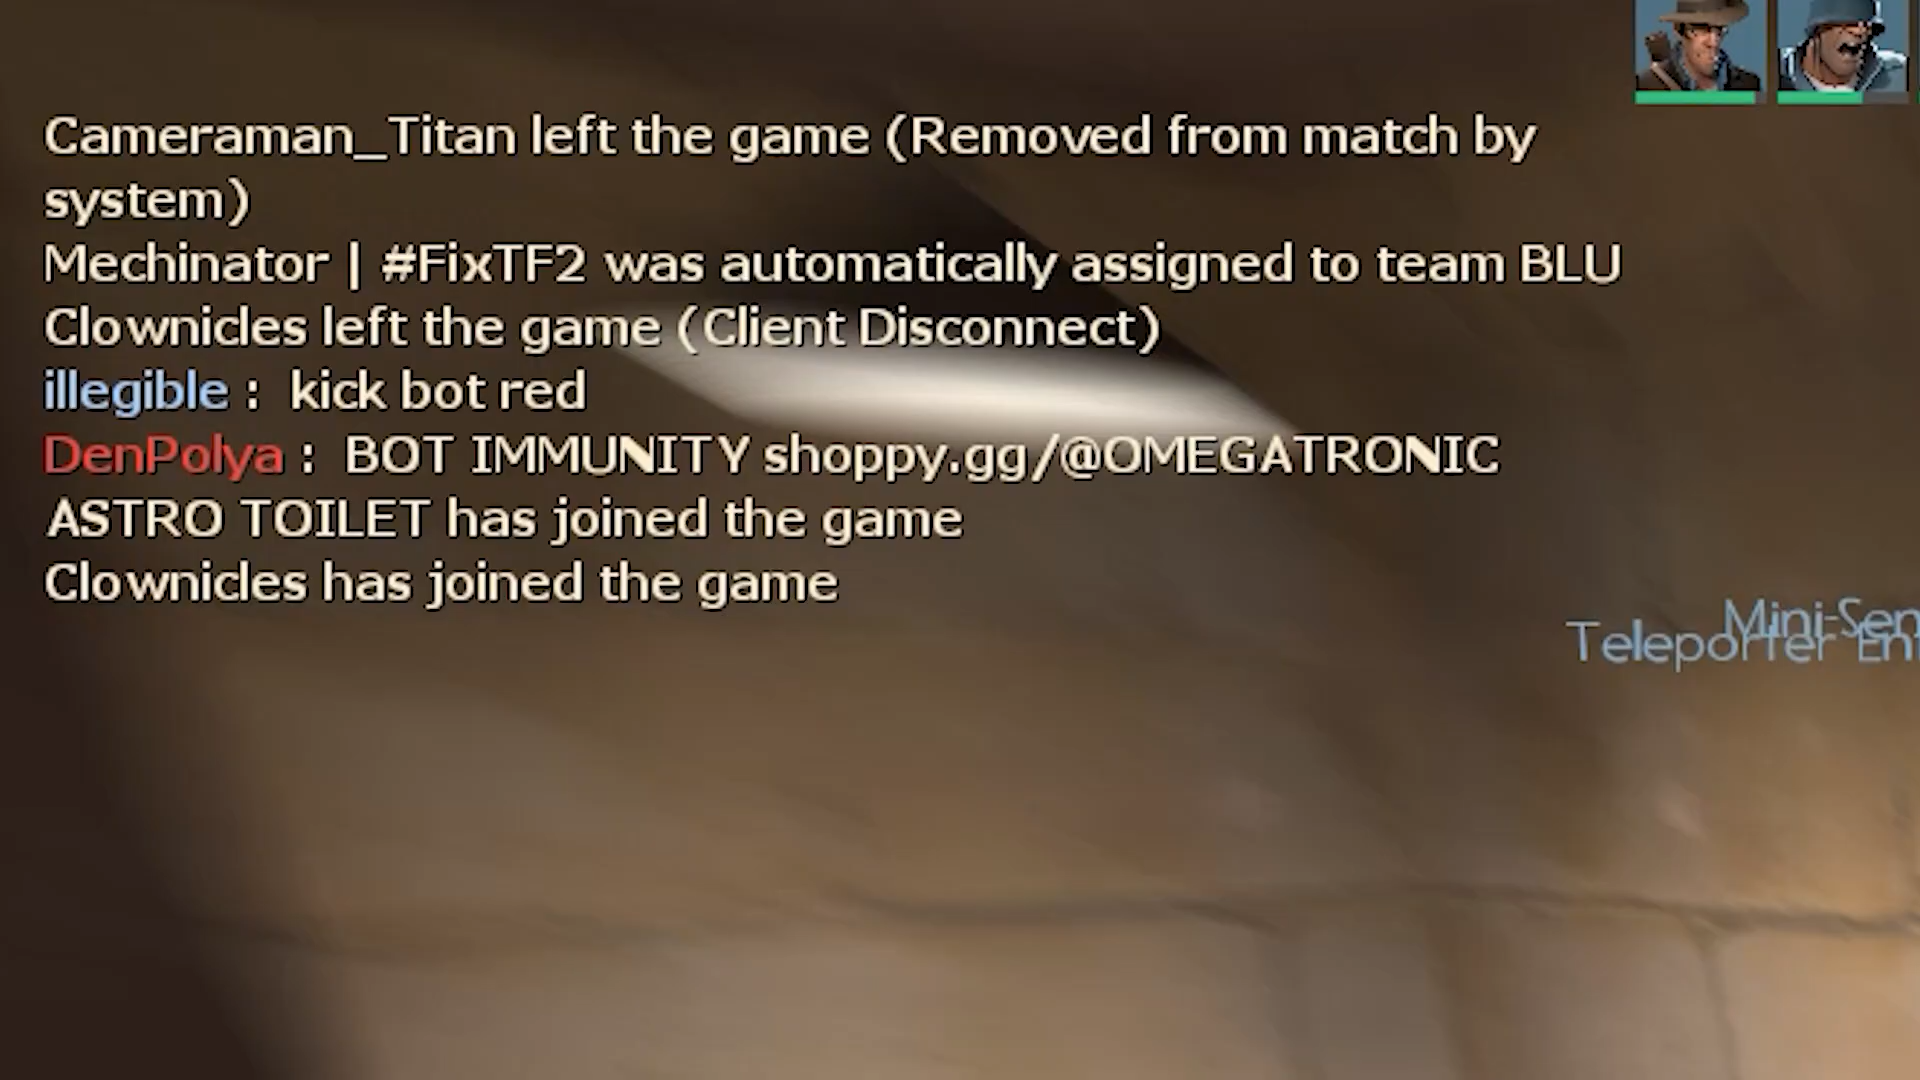 Cameraman_Titan left the game (Removed from match by
system)
Mechinator | #FixTF2 was automatically assigned to team BLU
Clownicles left the game (Client Disconnect)
illegible :  kick bot red
DenPolya :  BOT IMMUNITY shoppy.gg/@OMEGATRONIC
ASTRO TOILET has joined the game
Clownicles has joined the game
Teleporter